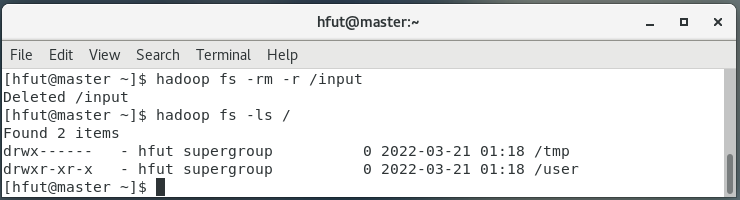 hfut@master:~
File Edit View Search Terminal Help
[hfut@master ~]$ hadoop fs -rm -r /input
Deleted /input
[hfut@master ~]$ hadoop fs -ls /
Found 2 items
drwx------   - hfut supergroup          0 2022-03-21 01:18 /tmp
drwxr-xr-x   - hfut supergroup          0 2022-03-21 01:18 /user
[hfut@master ~]$